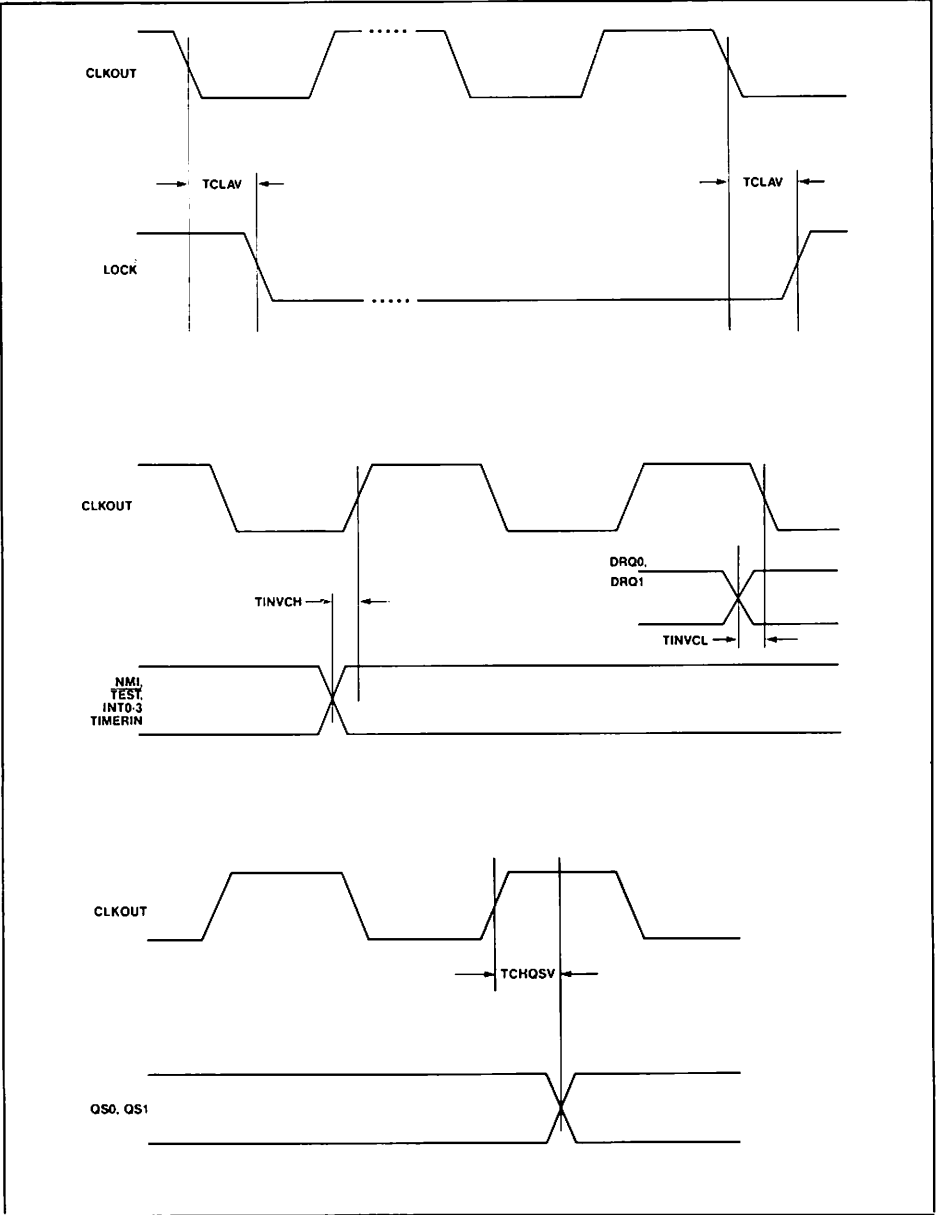 CLKOUT
TCLAV
TCLAV
LOCK
CLKOUT
DRQ0,
DRQ1
TINVCH
TINVCL
NMI,
TEST,
INT0-3
TIMERIN
CLKOUT
TCHQSV
QS0, QS1